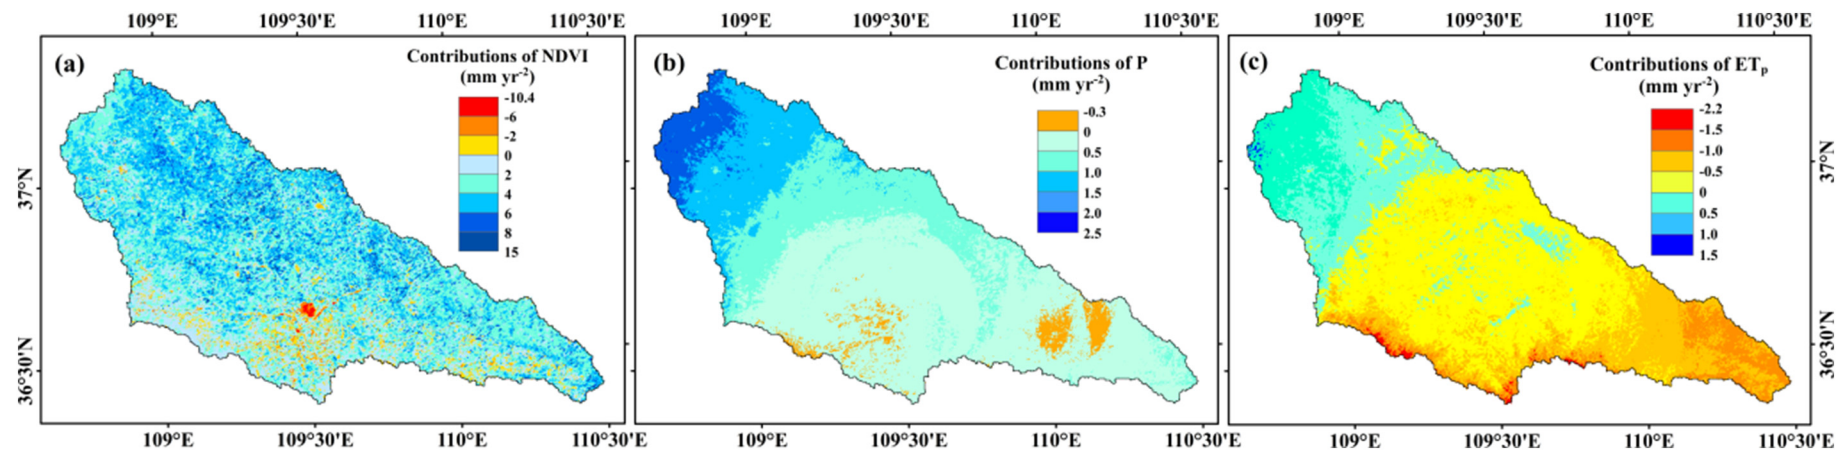 109°E 109°30'E 110°E 110°30'E 109°E 109°30'E 110°E 110°30'E 109°E 109°30'E 110°E 110°30'E
(a)
Contributions of NDVI
(mm yr-2)
-10.4
-6
-2
0
2
4
6
8
15
(b)
Contributions of P
(mm yr-2)
-0.3
0
0.5
1.0
1.5
2.0
2.5
(c)
Contributions of ETp
(mm yr-2)
-2.2
-1.5
-1.0
-0.5
0
0.5
1.0
1.5
37°N
36°30'N
37°N
36°30'N
109°E 109°30'E 110°E 110°30'E 109°E 109°30'E 110°E 110°30'E 109°E 109°30'E 110°E 110°30'E